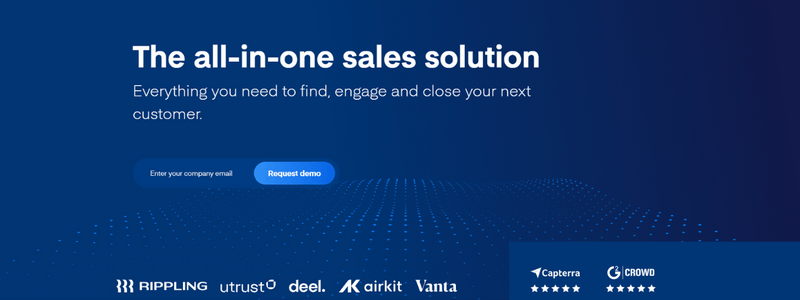 The all-in-one sales solution
Everything you need to find, engage and close your next
customer.
Enter your company email Request demo
Capterra CROWD
RIPPLING utrust deel. airkit Vanta